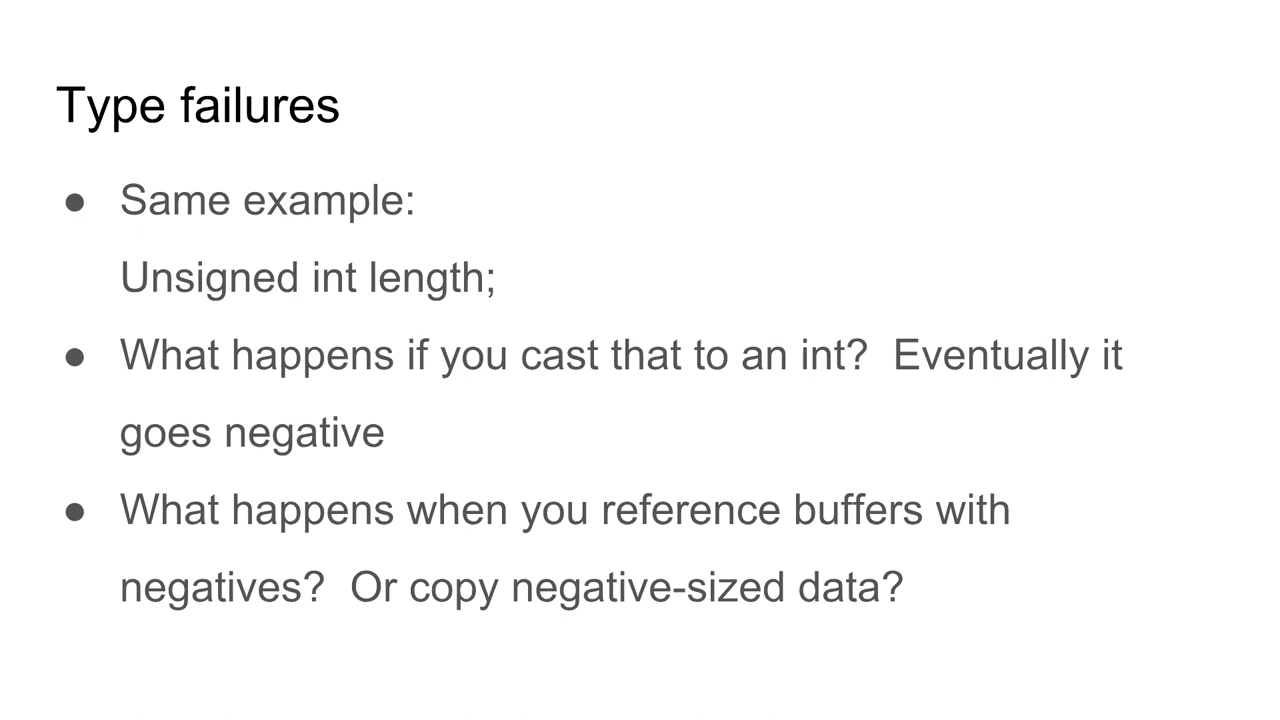 Type failures
● Same example:
Unsigned int length;
● What happens if you cast that to an int?  Eventually it
goes negative
● What happens when you reference buffers with
negatives?  Or copy negative-sized data?